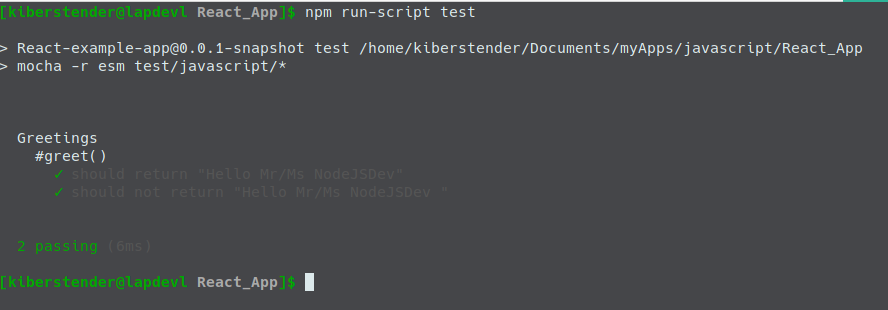 [kiberstender@lapdevl React_App]$ npm run-script test
> React-example-app@0.0.1-snapshot test /home/kiberstender/Documents/myApps/javascript/React_App
> mocha -r esm test/javascript/*
Greetings
#greet()
✓ should return "Hello Mr/Ms NodeJSDev"
✓ should not return "Hello Mr/Ms NodeJSDev "
2 passing (6ms)
[kiberstender@lapdevl React_App]$